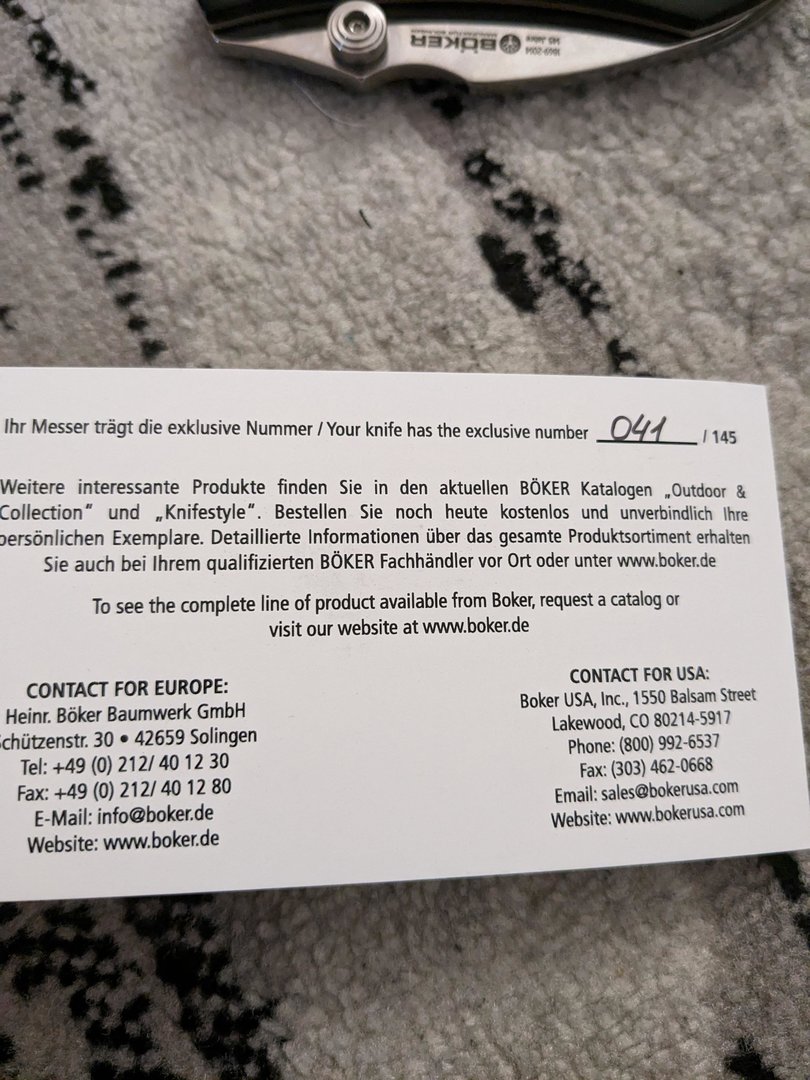 BÖKER
1869-2014
145 Jahre
Ihr Messer trägt die exklusive Nummer / Your knife has the exclusive number 041 / 145
Weitere interessante Produkte finden Sie in den aktuellen BÖKER Katalogen „Outdoor &
Collection“ und „Knifestyle“. Bestellen Sie noch heute kostenlos und unverbindlich Ihre
persönlichen Exemplare. Detaillierte Informationen über das gesamte Produktsortiment erhalten
Sie auch bei Ihrem qualifizierten BÖKER Fachhändler vor Ort oder unter www.boker.de
To see the complete line of product available from Boker, request a catalog or
visit our website at www.boker.de
CONTACT FOR EUROPE:
Heinr. Böker Baumwerk GmbH
Schützenstr. 30 • 42659 Solingen
Tel: +49 (0) 212/ 40 12 30
Fax: +49 (0) 212/ 40 12 80
E-Mail: info@boker.de
Website: www.boker.de
CONTACT FOR USA:
Boker USA, Inc., 1550 Balsam Street
Lakewood, CO 80214-5917
Phone: (800) 992-6537
Fax: (303) 462-0668
Email: sales@bokerusa.com
Website: www.bokerusa.com